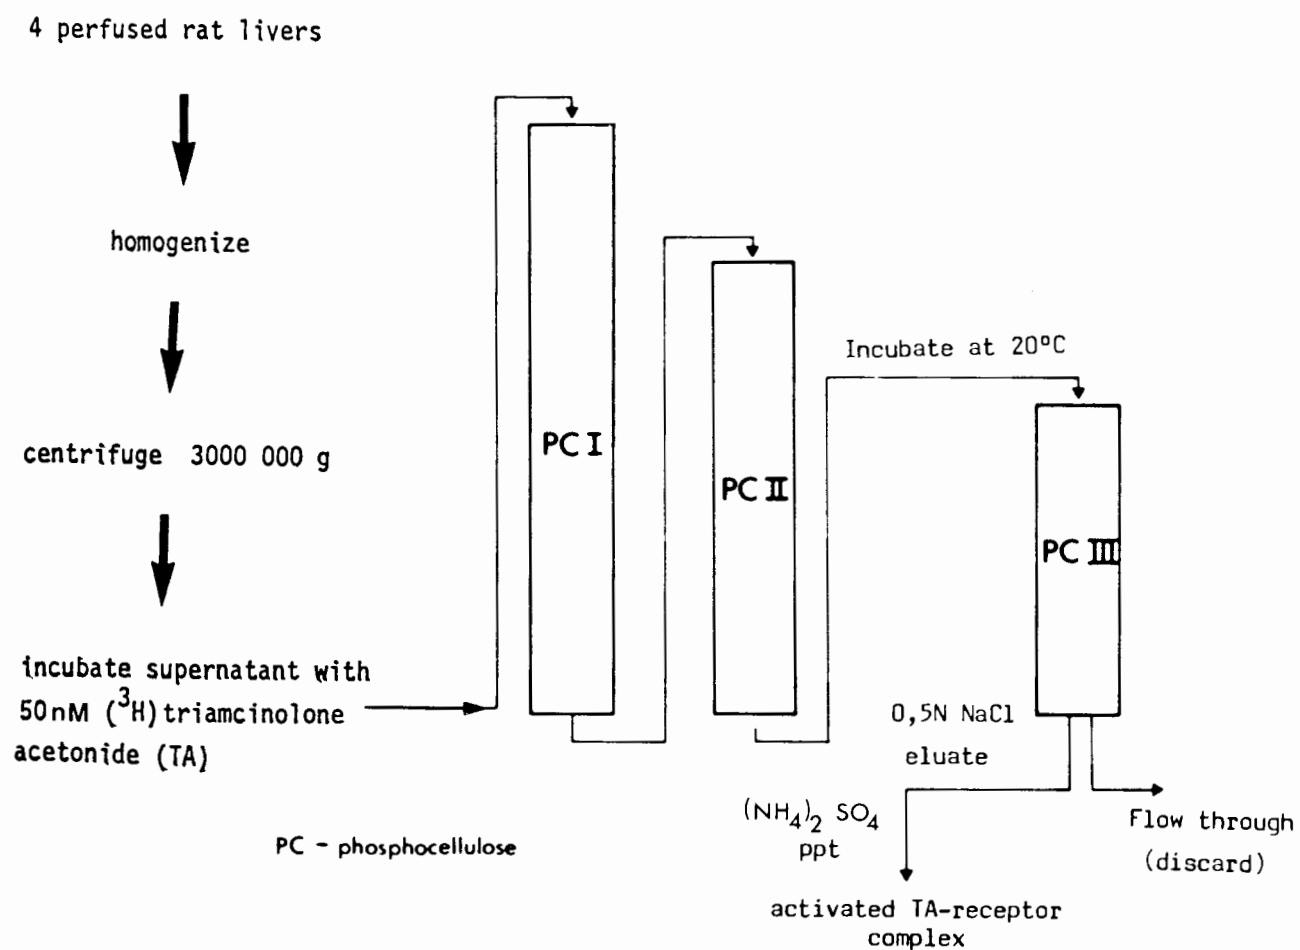 4 perfused rat livers
homogenize
centrifuge 3000 000 g
incubate supernatant with
50nM (³H) triamcinolone
acetonide (TA)
PC I
PC II
Incubate at 20°C
PC III
0,5N NaCl
eluate
(NH₄)₂ SO₄
ppt
Flow through
(discard)
activated TA-receptor
complex
PC - phosphocellulose